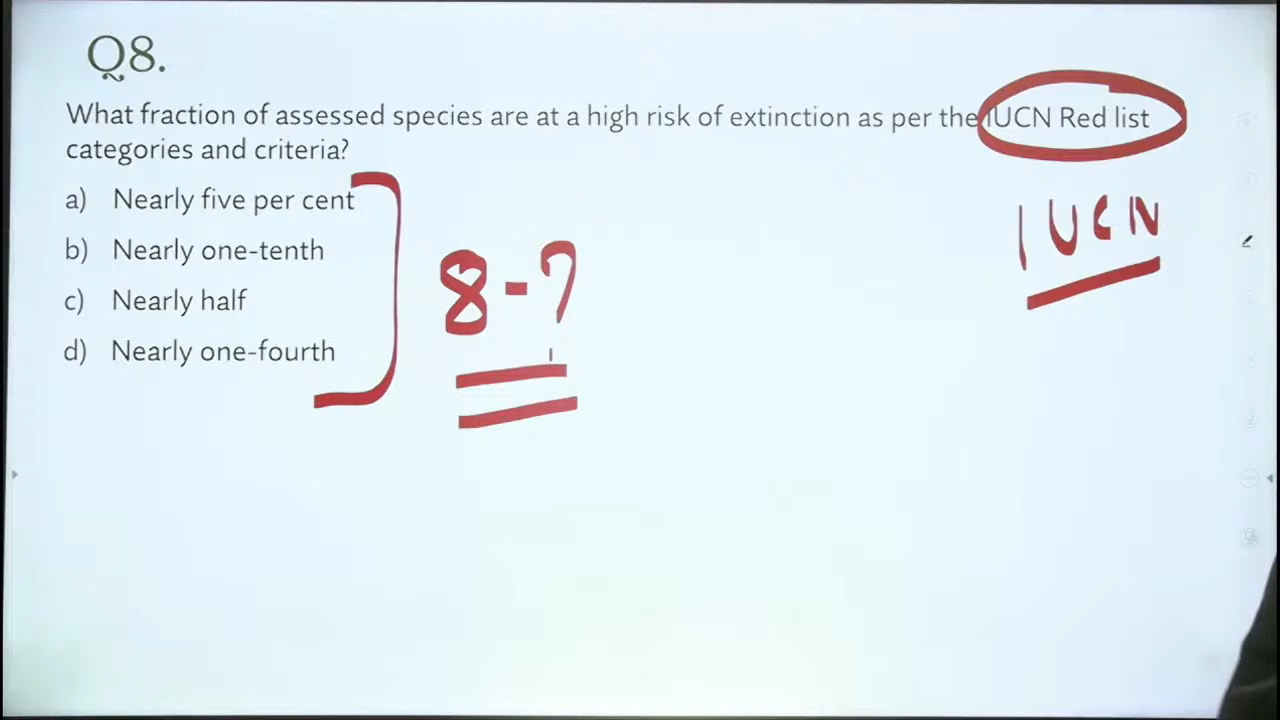 Q8.
What fraction of assessed species are at a high risk of extinction as per the IUCN Red list
categories and criteria?
a) Nearly five per cent
b) Nearly one-tenth
c) Nearly half
d) Nearly one-fourth
8-?
IUCN